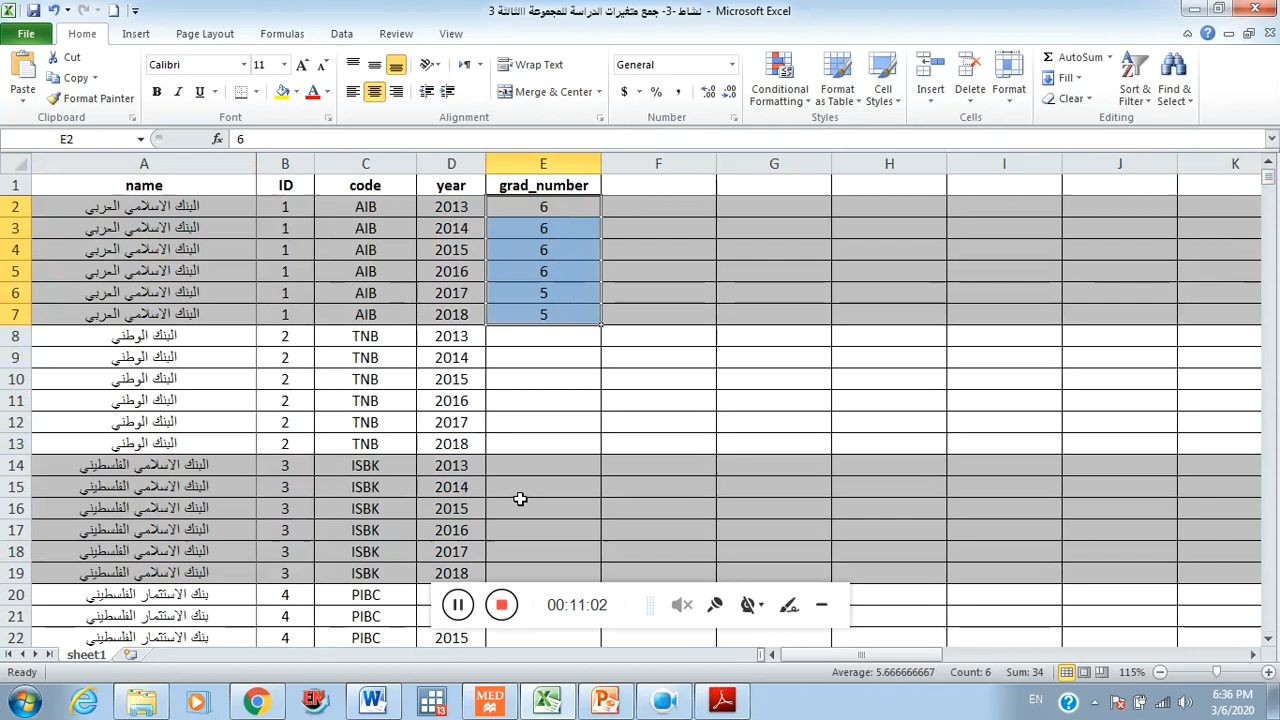 نشاط -3- جمع متغيرات الدراسة للمجموعة الثالثة 3 - Microsoft Excel
File Home Insert Page Layout Formulas Data Review View
Paste
Cut
Copy
Format Painter
Clipboard
Calibri 11
B I U
Font
Wrap Text
Merge & Center
Alignment
General
$ % ,
Number
Conditional Formatting
Format as Table
Cell Styles
Styles
Insert
Delete
Format
Cells
AutoSum
Fill
Clear
Sort & Filter
Find & Select
Editing
E2 fx 6
A B C D E F G H I J K
1 name ID code year grad_number
2 البنك الاسلامي العربي 1 AIB 2013 6
3 البنك الاسلامي العربي 1 AIB 2014 6
4 البنك الاسلامي العربي 1 AIB 2015 6
5 البنك الاسلامي العربي 1 AIB 2016 6
6 البنك الاسلامي العربي 1 AIB 2017 5
7 البنك الاسلامي العربي 1 AIB 2018 5
8 البنك الوطني 2 TNB 2013
9 البنك الوطني 2 TNB 2014
10 البنك الوطني 2 TNB 2015
11 البنك الوطني 2 TNB 2016
12 البنك الوطني 2 TNB 2017
13 البنك الوطني 2 TNB 2018
14 البنك الاسلامي الفلسطيني 3 ISBK 2013
15 البنك الاسلامي الفلسطيني 3 ISBK 2014
16 البنك الاسلامي الفلسطيني 3 ISBK 2015
17 البنك الاسلامي الفلسطيني 3 ISBK 2016
18 البنك الاسلامي الفلسطيني 3 ISBK 2017
19 البنك الاسلامي الفلسطيني 3 ISBK 2018
20 بنك الاستثمار الفلسطيني 4 PIBC
21 بنك الاستثمار الفلسطيني 4 PIBC
22 بنك الاستثمار الفلسطيني 4 PIBC 2015
00:11:02
sheet1
Ready Average: 5.666666667 Count: 6 Sum: 34 115%
13 MED EN 6:36 PM
3/6/2020